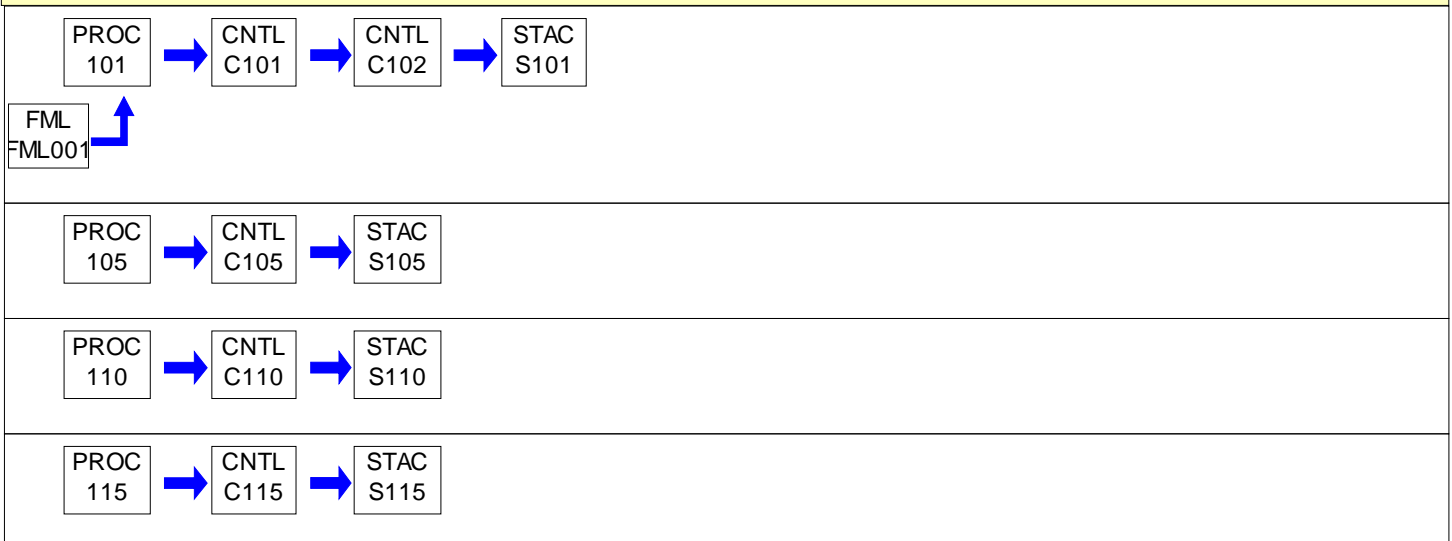 PROC
101
CNTL
C101
CNTL
C102
STAC
S101
FML
FML001
PROC
105
CNTL
C105
STAC
S105
PROC
110
CNTL
C110
STAC
S110
PROC
115
CNTL
C115
STAC
S115